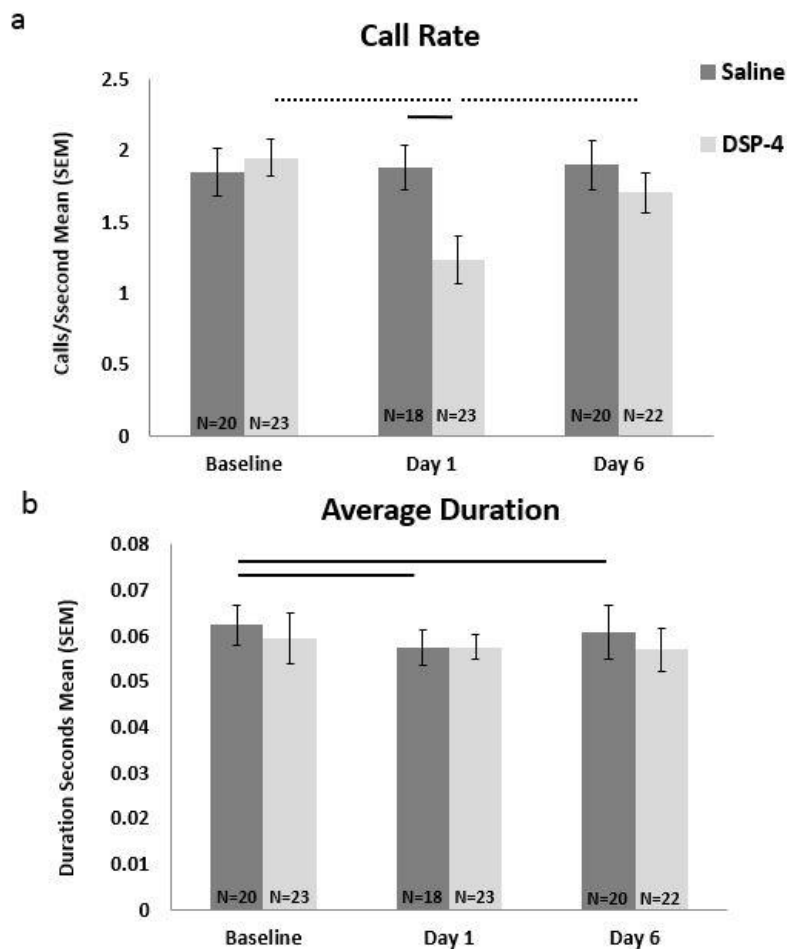 a
Call Rate
Saline
DSP-4
Calls/Ssecond Mean (SEM)
2.5
2
1.5
1
0.5
0
N=20 N=23 N=18 N=23 N=20 N=22
Baseline Day 1 Day 6
b
Average Duration
Duration Seconds Mean (SEM)
0.08
0.07
0.06
0.05
0.04
0.03
0.02
0.01
0
N=20 N=23 N=18 N=23 N=20 N=22
Baseline Day 1 Day 6